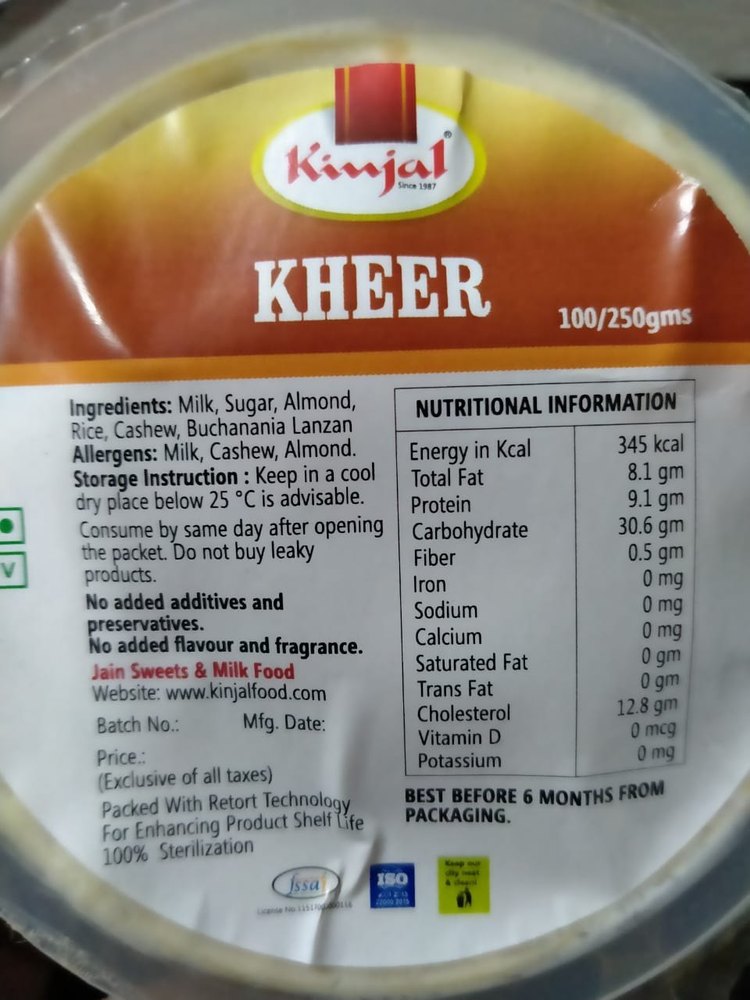 Kinjal®
Since 1987
KHEER
100/250gms
Ingredients: Milk, Sugar, Almond,
Rice, Cashew, Buchanania Lanzan
Allergens: Milk, Cashew, Almond.
Storage Instruction : Keep in a cool
dry place below 25 °C is advisable.
Consume by same day after opening
the packet. Do not buy leaky
products.
No added additives and
preservatives.
No added flavour and fragrance.
Jain Sweets & Milk Food
Website: www.kinjalfood.com
Batch No.: Mfg. Date:
Price.:
(Exclusive of all taxes)
Packed With Retort Technology
For Enhancing Product Shelf Life
100% Sterilization
V
NUTRITIONAL INFORMATION
Energy in Kcal 345 kcal
Total Fat 8.1 gm
Protein 9.1 gm
Carbohydrate 30.6 gm
Fiber 0.5 gm
Iron 0 mg
Sodium 0 mg
Calcium 0 mg
Saturated Fat 0 gm
Trans Fat 0 gm
Cholesterol 12.8 gm
Vitamin D 0 mcg
Potassium 0 mg
BEST BEFORE 6 MONTHS FROM
PACKAGING.
fssai
License No
ISO
Keep our
city neat
& clean!